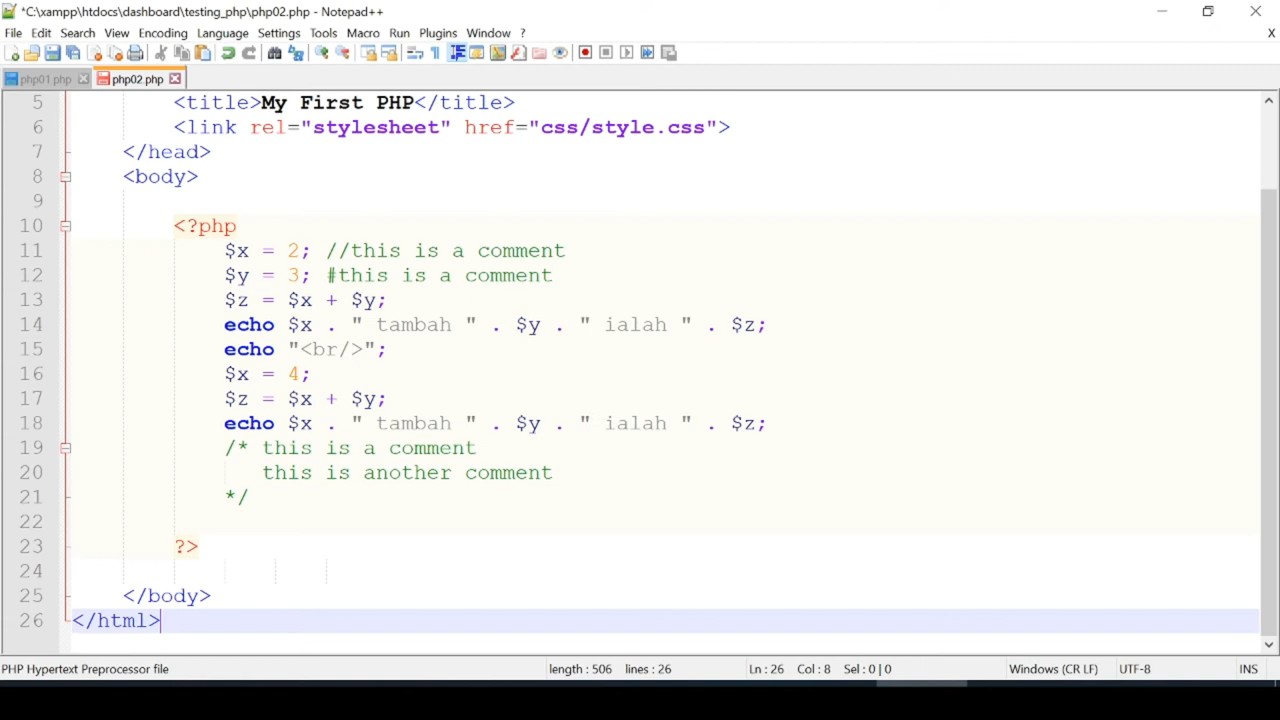 *C:\xampp\htdocs\dashboard\testing_php\php02.php - Notepad++
File Edit Search View Encoding Language Settings Tools Macro Run Plugins Window ? X
php01.php php02.php
5 <title>My First PHP</title>
6 <link rel="stylesheet" href="css/style.css">
7 </head>
8 <body>
9
10 <?php
11 $x = 2; //this is a comment
12 $y = 3; #this is a comment
13 $z = $x + $y;
14 echo $x . " tambah " . $y . " ialah " . $z;
15 echo "<br/>";
16 $x = 4;
17 $z = $x + $y;
18 echo $x . " tambah " . $y . " ialah " . $z;
19 /* this is a comment
20 this is another comment
21 */
22
23 ?>
24
25 </body>
26 </html>
PHP Hypertext Preprocessor file length : 506 lines : 26 Ln : 26 Col : 8 Sel : 0 | 0 Windows (CR LF) UTF-8 INS